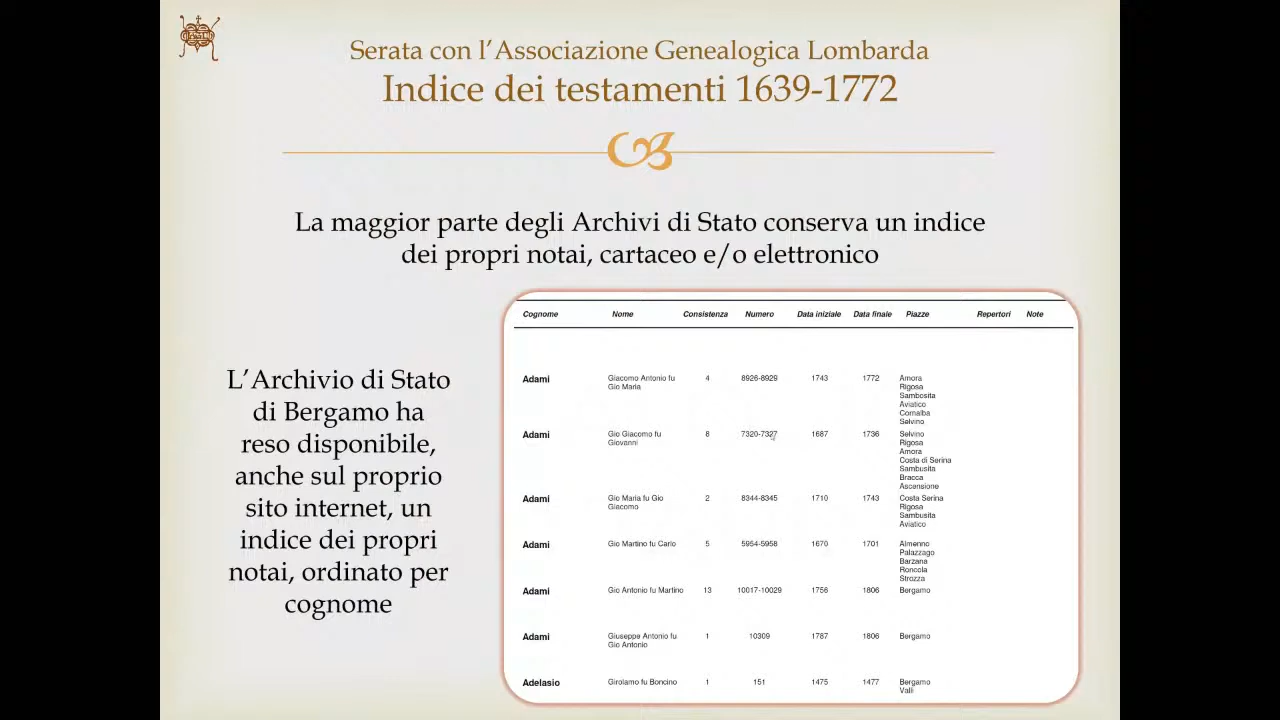 Serata con l'Associazione Genealogica Lombarda
Indice dei testamenti 1639-1772
La maggior parte degli Archivi di Stato conserva un indice
dei propri notai, cartaceo e/o elettronico
L'Archivio di Stato
di Bergamo ha
reso disponibile,
anche sul proprio
sito internet, un
indice dei propri
notai, ordinato per
cognome
Cognome Nome Consistenza Numero Data iniziale Data finale Piazze Repertori Note
Adami Giacomo Antonio fu 4 8926-8929 1743 1772 Amora
Gio Maria Rigosa
Sambosita
Aviatico
Cornalba
Selvino
Adami Gio Giacomo fu 8 7320-7327 1687 1736 Selvino
Giovanni Rigosa
Amora
Costa di Serina
Sambusita
Bracca
Ascensione
Adami Gio Maria fu Gio 2 8344-8345 1710 1743 Costa Serina
Giacomo Rigosa
Sambusita
Aviatico
Adami Gio Martino fu Carlo 5 5954-5958 1670 1701 Almenno
Palazzago
Barzana
Roncola
Strozza
Adami Gio Antonio fu Martino 13 10017-10029 1756 1806 Bergamo
Adami Giuseppe Antonio fu 1 10309 1787 1806 Bergamo
Gio Antonio
Adelasio Girolamo fu Boncino 1 151 1475 1477 Bergamo
Valli